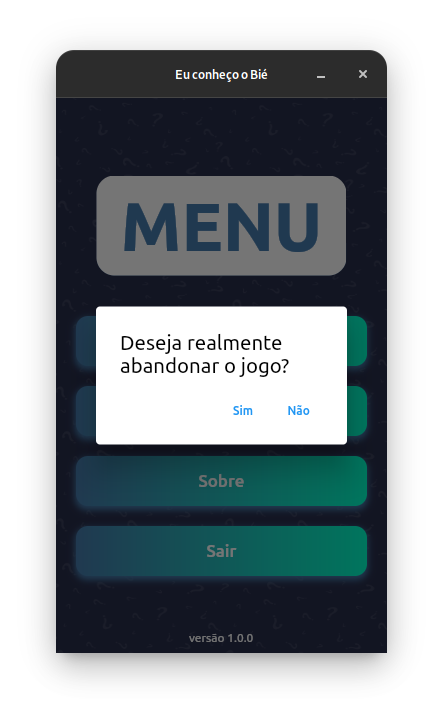 Eu conheço o Bié
MENU
Deseja realmente
abandonar o jogo?
Sim Não
Sobre
Sair
versão 1.0.0